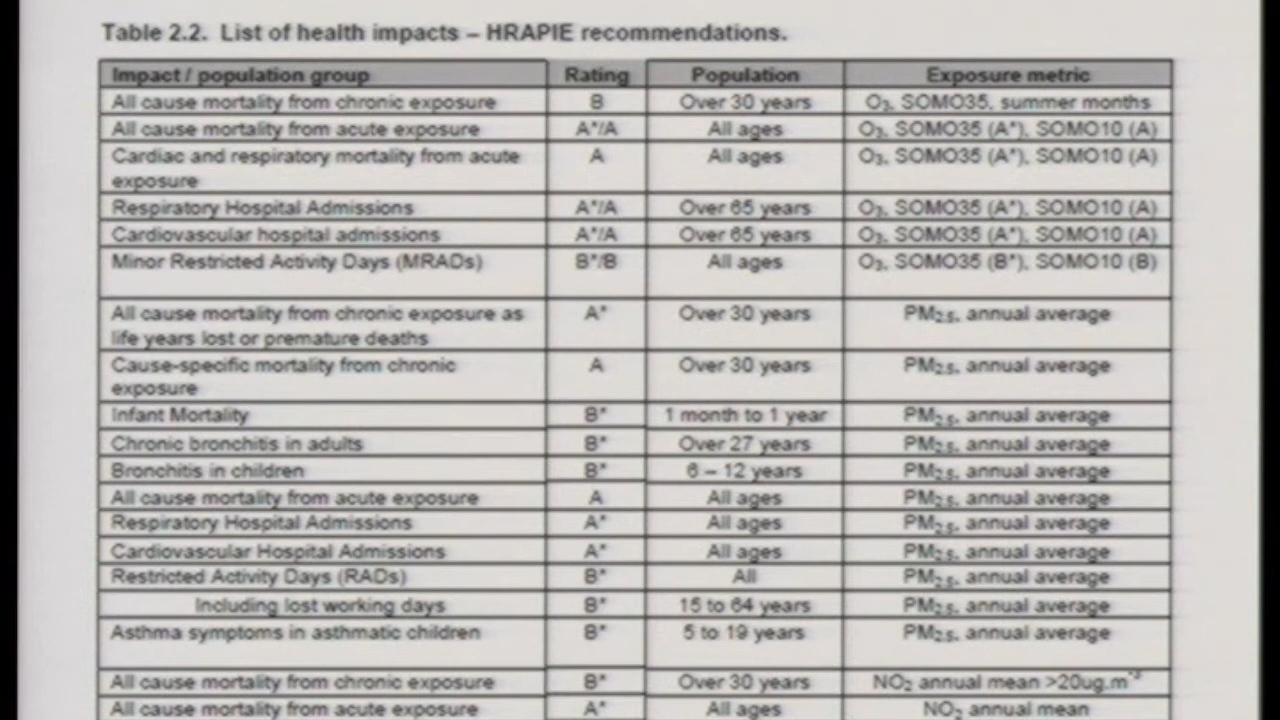 Table 2.2. List of health impacts – HRAPIE recommendations.
Impact / population group Rating Population Exposure metric
All cause mortality from chronic exposure B Over 30 years O₃, SOMO35, summer months
All cause mortality from acute exposure A*/A All ages O₃, SOMO35 (A*), SOMO10 (A)
Cardiac and respiratory mortality from acute A All ages O₃, SOMO35 (A*), SOMO10 (A)
exposure
Respiratory Hospital Admissions A*/A Over 65 years O₃, SOMO35 (A*), SOMO10 (A)
Cardiovascular hospital admissions A*/A Over 65 years O₃, SOMO35 (A*), SOMO10 (A)
Minor Restricted Activity Days (MRADs) B*/B All ages O₃, SOMO35 (B*), SOMO10 (B)
All cause mortality from chronic exposure as A* Over 30 years PM₂.₅, annual average
life years lost or premature deaths
Cause-specific mortality from chronic A Over 30 years PM₂.₅, annual average
exposure
Infant Mortality B* 1 month to 1 year PM₂.₅, annual average
Chronic bronchitis in adults B* Over 27 years PM₂.₅, annual average
Bronchitis in children B* 6 – 12 years PM₂.₅, annual average
All cause mortality from acute exposure A All ages PM₂.₅, annual average
Respiratory Hospital Admissions A* All ages PM₂.₅, annual average
Cardiovascular Hospital Admissions A* All ages PM₂.₅, annual average
Restricted Activity Days (RADs) B* All PM₂.₅, annual average
Including lost working days B* 15 to 64 years PM₂.₅, annual average
Asthma symptoms in asthmatic children B* 5 to 19 years PM₂.₅, annual average
All cause mortality from chronic exposure B* Over 30 years NO₂ annual mean >20ug.m⁻³
All cause mortality from acute exposure A* All ages NO₂ annual mean